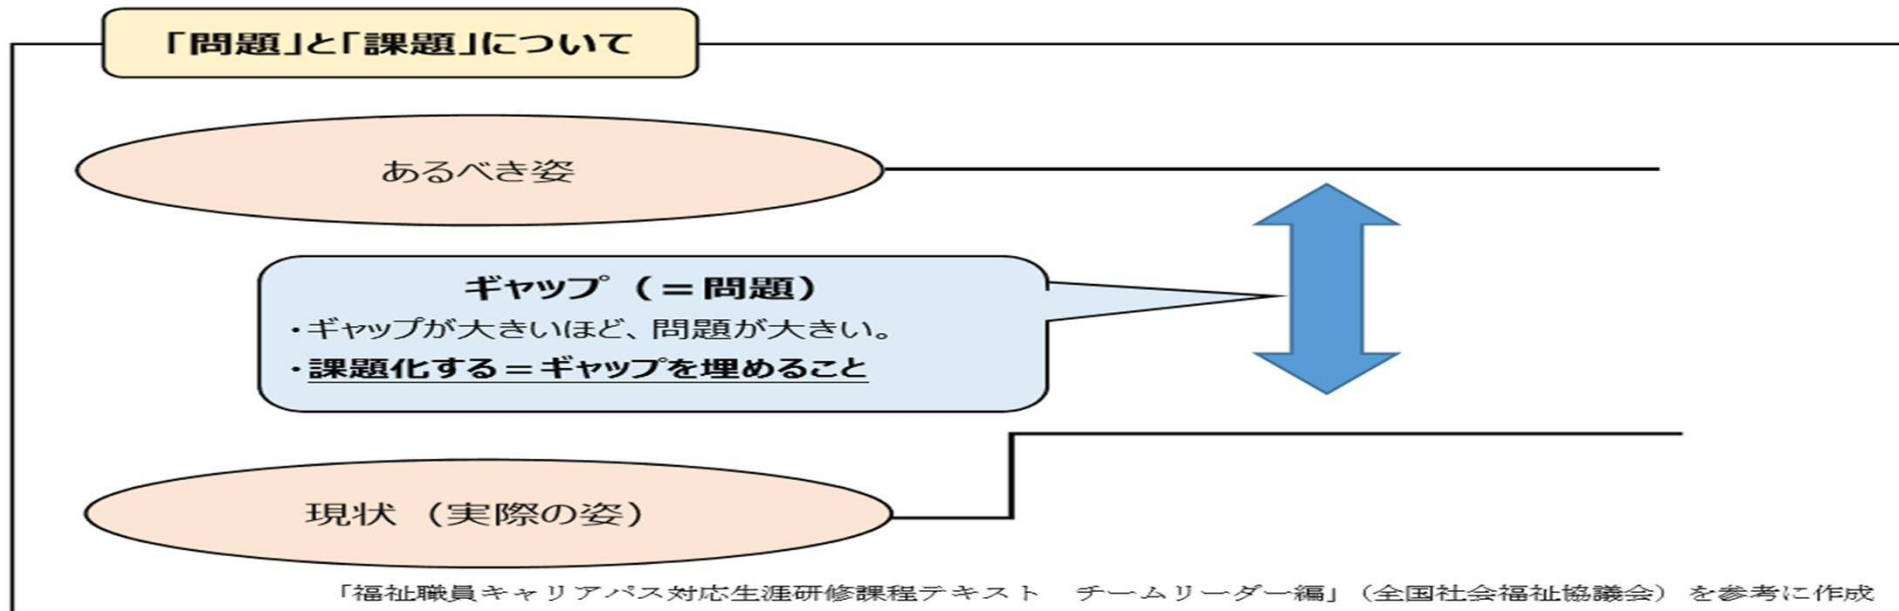 「問題」と「課題」について
あるべき姿
ギャップ（＝問題）
・ギャップが大きいほど、問題が大きい。
・課題化する＝ギャップを埋めること
現状（実際の姿）
「福祉職員キャリアパス対応生涯研修課程テキスト　チームリーダー編」（全国社会福祉協議会）を参考に作成